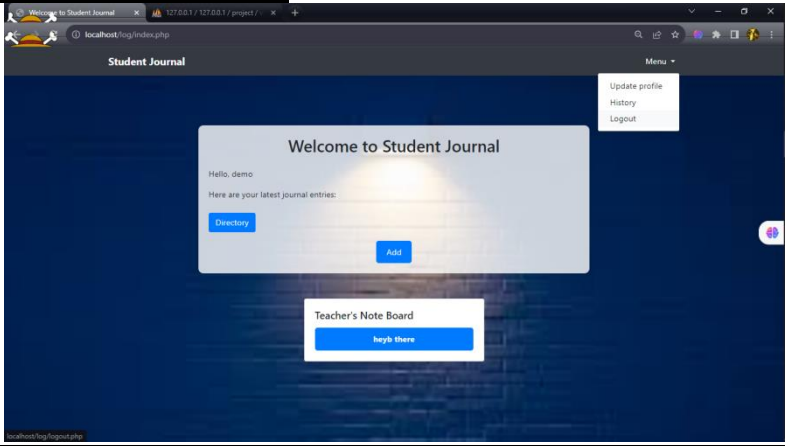 Welcome to Student Journal
127.0.0.1 / 127.0.0.1 / project /
localhost/log/index.php
Student Journal
Menu
Update profile
History
Logout
Welcome to Student Journal
Hello, demo
Here are your latest journal entries:
Directory
Add
Teacher's Note Board
heyb there
localhost/log/logout.php